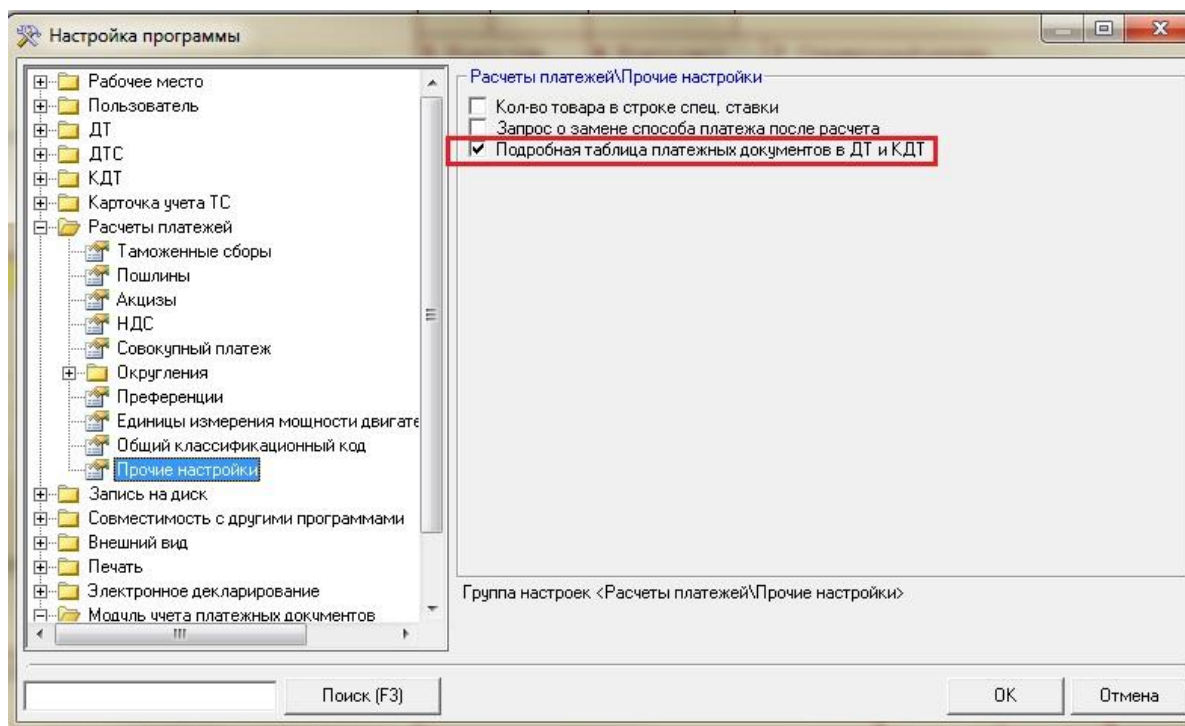 Настройка программы
Рабочее место
Пользователь
ДТ
ДТС
КДТ
Карточка учета ТС
Расчеты платежей
Таможенные сборы
Пошлины
Акцизы
НДС
Совокупный платеж
Округления
Преференции
Единицы измерения мощности двигате
Общий классификационный код
Прочие настройки
Запись на диск
Совместимость с другими программами
Внешний вид
Печать
Электронное декларирование
Модуль учета платежных документов
Расчеты платежей\Прочие настройки
Кол-во товара в строке спец. ставки
Запрос о замене способа платежа после расчета
Подробная таблица платежных документов в ДТ и КДТ
Группа настроек <Расчеты платежей\Прочие настройки>
Поиск (F3)
OK
Отмена